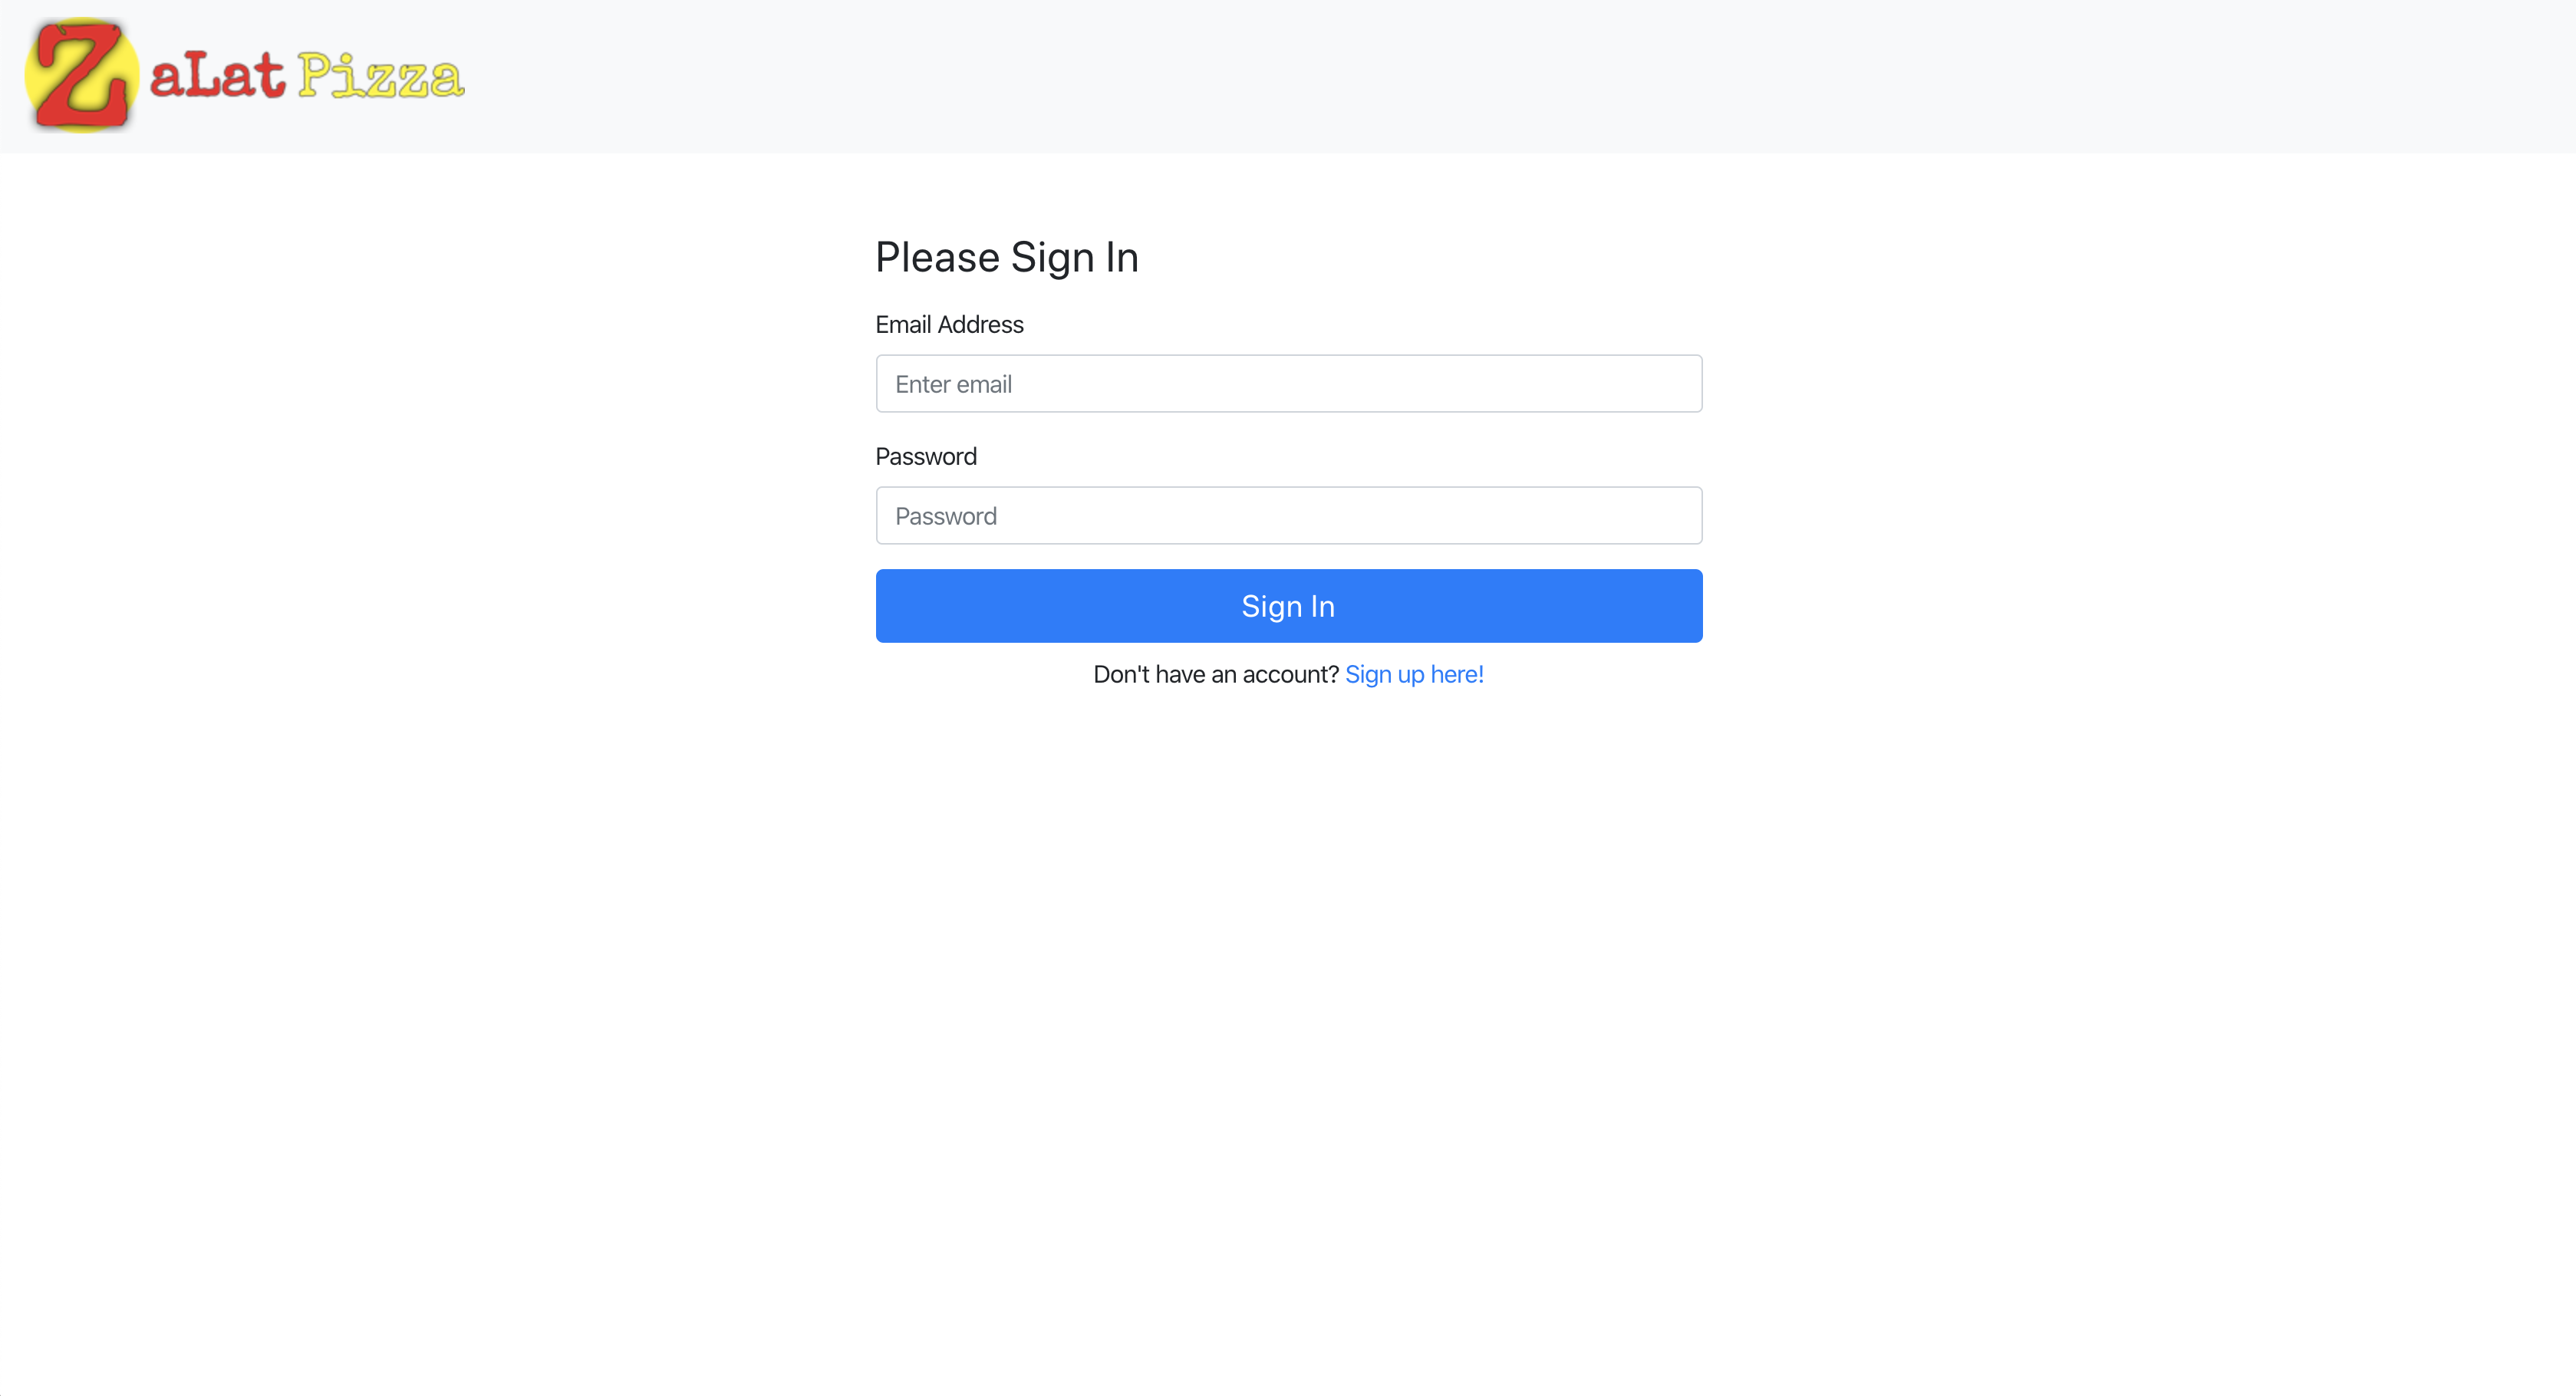 ZaLat Pizza
Please Sign In
Email Address
Enter email
Password
Password
Sign In
Don't have an account? Sign up here!